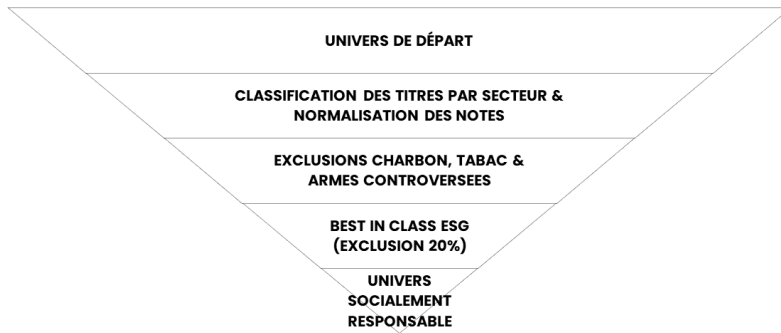 UNIVERS DE DÉPART
CLASSIFICATION DES TITRES PAR SECTEUR &
NORMALISATION DES NOTES
EXCLUSIONS CHARBON, TABAC &
ARMES CONTROVERSEES
BEST IN CLASS ESG
(EXCLUSION 20%)
UNIVERS
SOCIALEMENT
RESPONSABLE